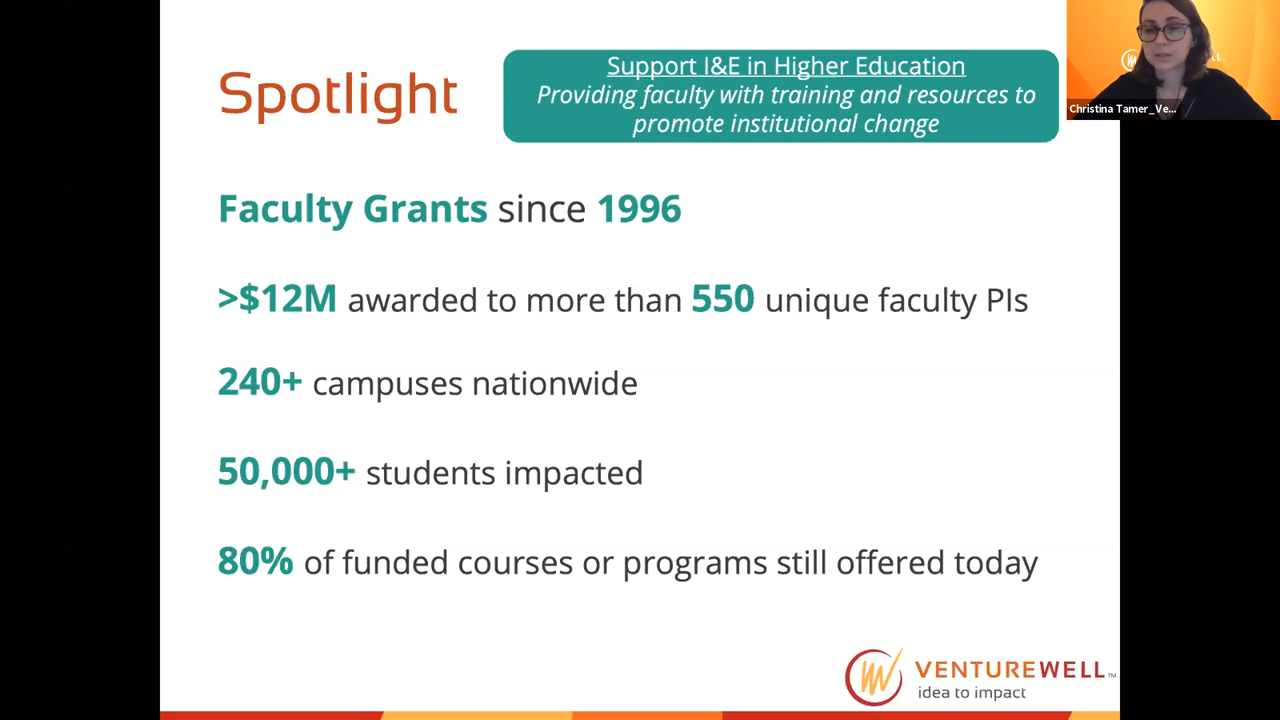 Spotlight
Support I&E in Higher Education
Providing faculty with training and resources to
promote institutional change
Christina Tamer_Ve...
Faculty Grants since 1996
>$12M awarded to more than 550 unique faculty PIs
240+ campuses nationwide
50,000+ students impacted
80% of funded courses or programs still offered today
VENTUREWELL™
idea to impact